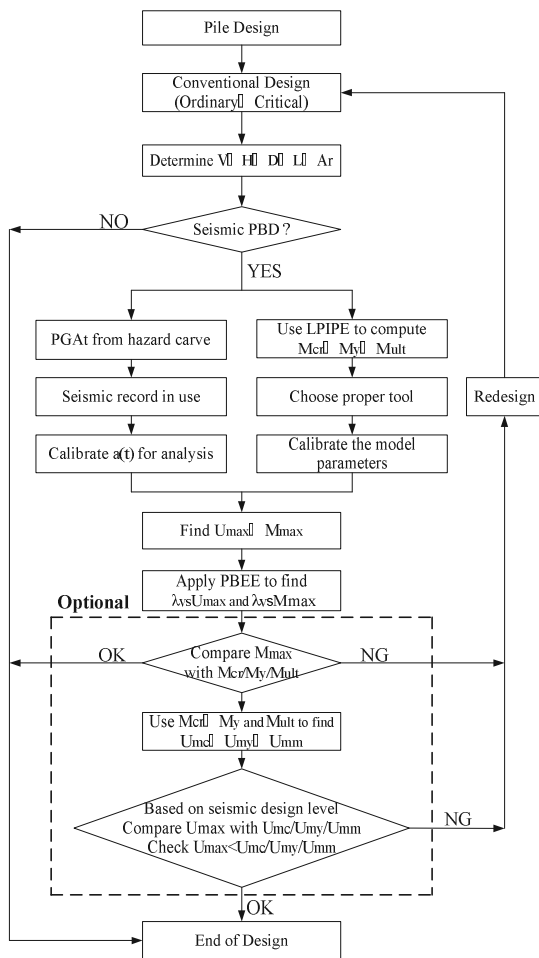 Pile Design
Conventional Design
(Ordinary▯ Critical)
Determine V▯ H▯ D▯ L▯ Ar
NO
Seismic PBD?
YES
PGAt from hazard carve
Seismic record in use
Calibrate a(t) for analysis
Use LPIPE to compute
Mcr▯ My▯ Mult
Choose proper tool
Calibrate the model
parameters
Redesign
Find Umax▯ Mmax
Apply PBEE to find
λvsUmax and λvsMmax
Optional
OK
Compare Mmax
with Mcr/My/Mult
NG
Use Mcr▯ My and Mult to find
Umc▯ Umy▯ Umm
Based on seismic design level
Compare Umax with Umc/Umy/Umm
Check Umax<Umc/Umy/Umm
NG
OK
End of Design